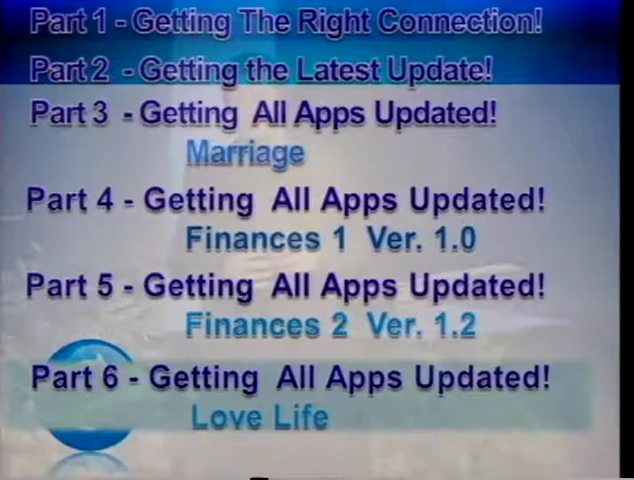 Part 1 - Getting The Right Connection!
Part 2 - Getting the Latest Update!
Part 3 - Getting All Apps Updated!
Marriage
Part 4 - Getting All Apps Updated!
Finances 1 Ver. 1.0
Part 5 - Getting All Apps Updated!
Finances 2 Ver. 1.2
Part 6 - Getting All Apps Updated!
Love Life